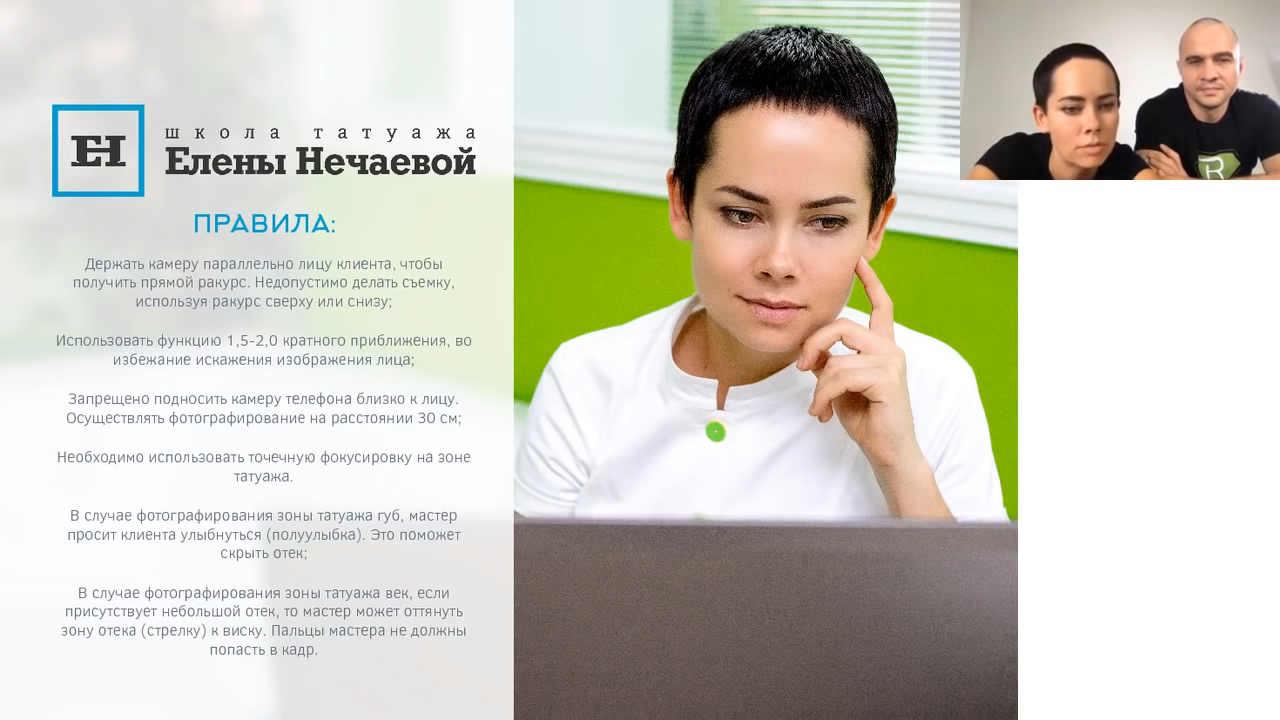 EH
школа татуажа
Елены Нечаевой
ПРАВИЛА:
Держать камеру параллельно лицу клиента, чтобы
получить прямой ракурс. Недопустимо делать съемку,
используя ракурс сверху или снизу;
Использовать функцию 1,5-2,0 кратного приближения, во
избежание искажения изображения лица;
Запрещено подносить камеру телефона близко к лицу.
Осуществлять фотографирование на расстоянии 30 см;
Необходимо использовать точечную фокусировку на зоне
татуажа.
В случае фотографирования зоны татуажа губ, мастер
просит клиента улыбнуться (полуулыбка). Это поможет
скрыть отек;
В случае фотографирования зоны татуажа век, если
присутствует небольшой отек, то мастер может оттянуть
зону отека (стрелку) к виску. Пальцы мастера не должны
попасть в кадр.
R